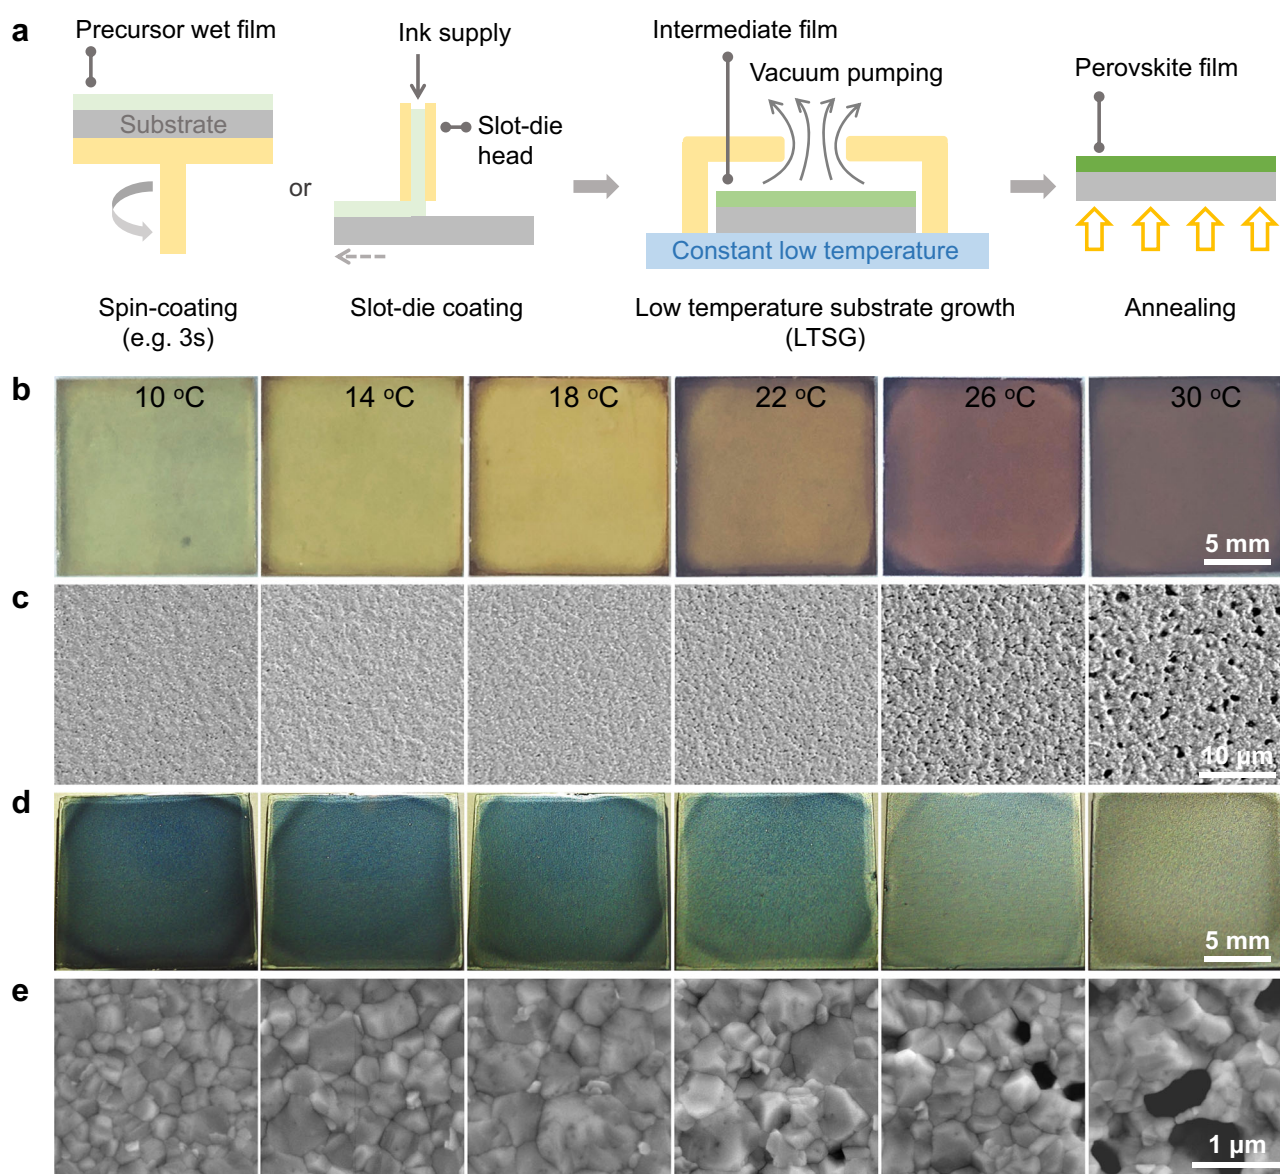 a
Precursor wet film
Substrate
Spin-coating
(e.g. 3s)
or
Ink supply
Slot-die
head
Slot-die coating
Intermediate film
Vacuum pumping
Constant low temperature
Low temperature substrate growth
(LTSG)
Perovskite film
Annealing
b
10 °C
14 °C
18 °C
22 °C
26 °C
30 °C
5 mm
c
10 µm
d
5 mm
e
1 µm